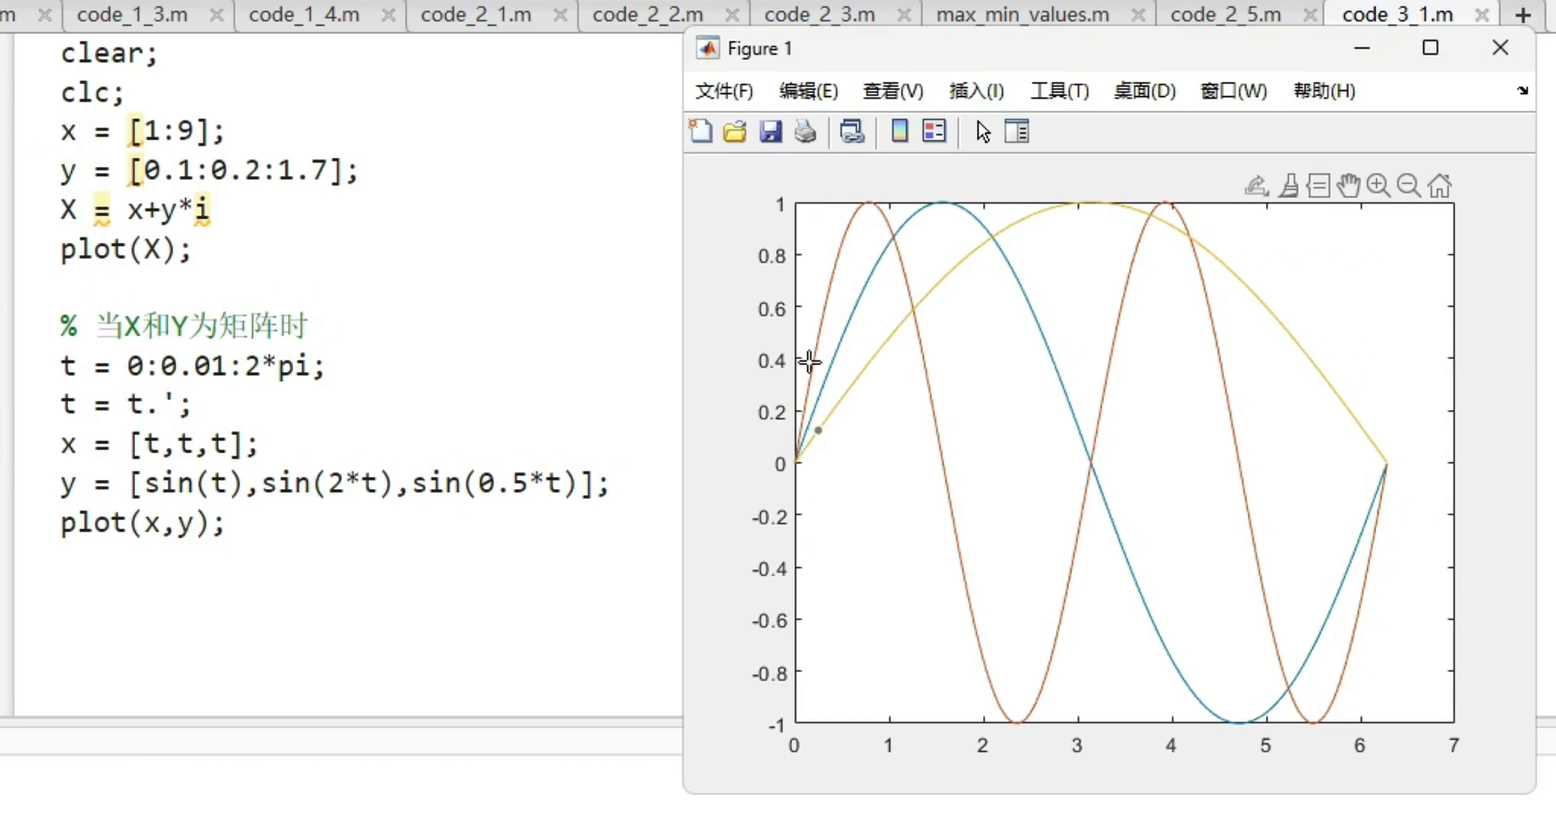 m code_1_3.m code_1_4.m code_2_1.m code_2_2.m code_2_3.m max_min_values.m code_2_5.m code_3_1.m
clear;
clc;
x = [1:9];
y = [0.1:0.2:1.7];
X = x+y*i
plot(X);
% 当X和Y为矩阵时
t = 0:0.01:2*pi;
t = t.';
x = [t,t,t];
y = [sin(t),sin(2*t),sin(0.5*t)];
plot(x,y);
Figure 1
文件(F) 编辑(E) 查看(V) 插入(I) 工具(T) 桌面(D) 窗口(W) 帮助(H)
1
0.8
0.6
0.4
0.2
0
-0.2
-0.4
-0.6
-0.8
-1
0 1 2 3 4 5 6 7